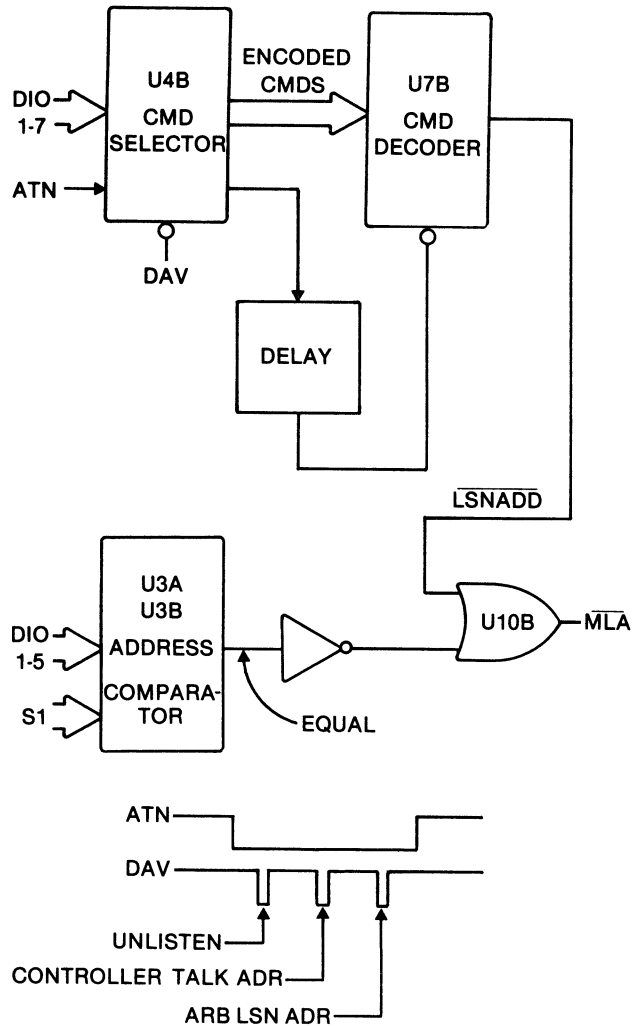 U4B
CMD
SELECTOR
DIO
1-7
ATN
DAV
ENCODED
CMDS
U7B
CMD
DECODER
DELAY
LSNADD
U3A
U3B
ADDRESS
COMPARA-
TOR
DIO
1-5
S1
EQUAL
U10B
MLA
ATN
DAV
UNLISTEN
CONTROLLER TALK ADR
ARB LSN ADR